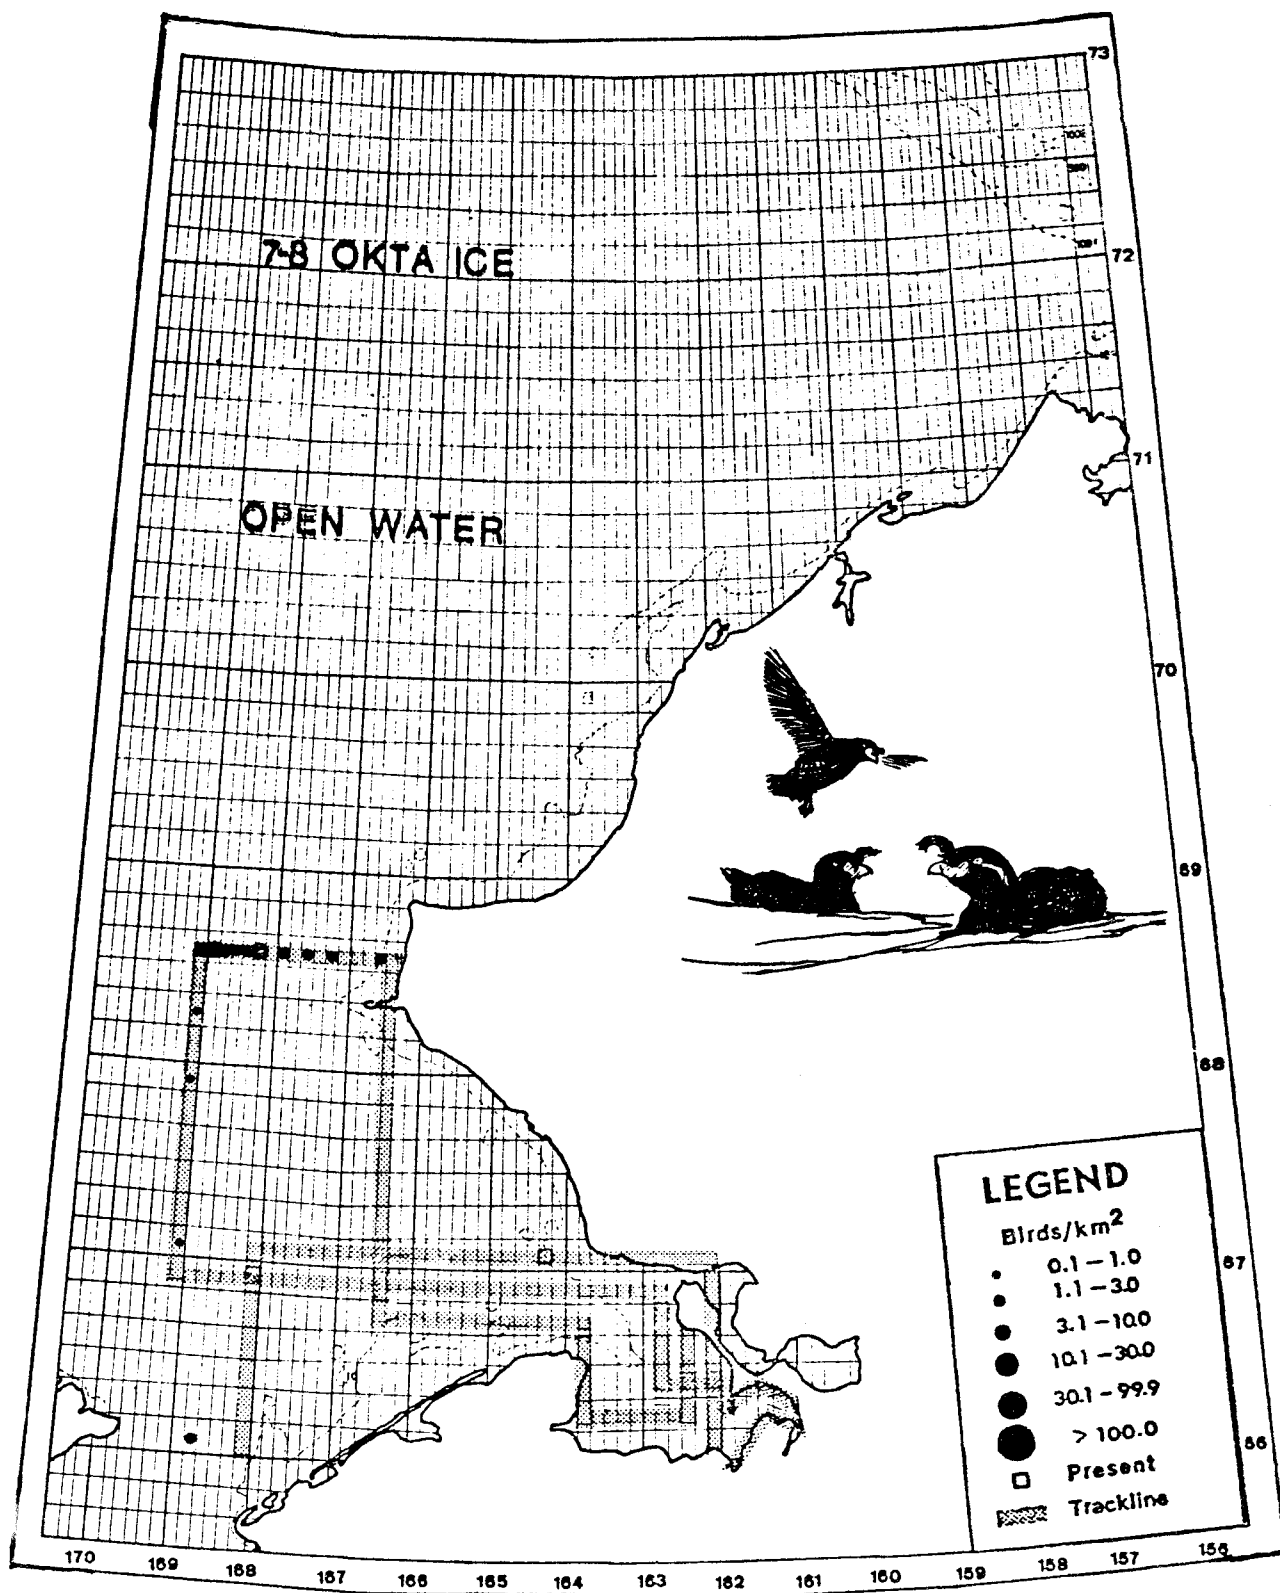 73
7-8 OKTA ICE
72
71
OPEN WATER
70
69
68
LEGEND
Birds/km²
0.1 – 1.0
1.1 – 3.0
3.1 – 10.0
10.1 – 30.0
30.1 – 99.9
> 100.0
Present
Trackline
67
66
170 169 168 167 166 165 164 163 162 161 160 159 158 157 156